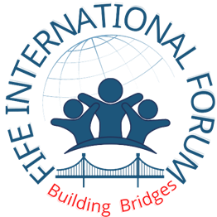 FIFE INTERNATIONAL FORUM
Building Bridges